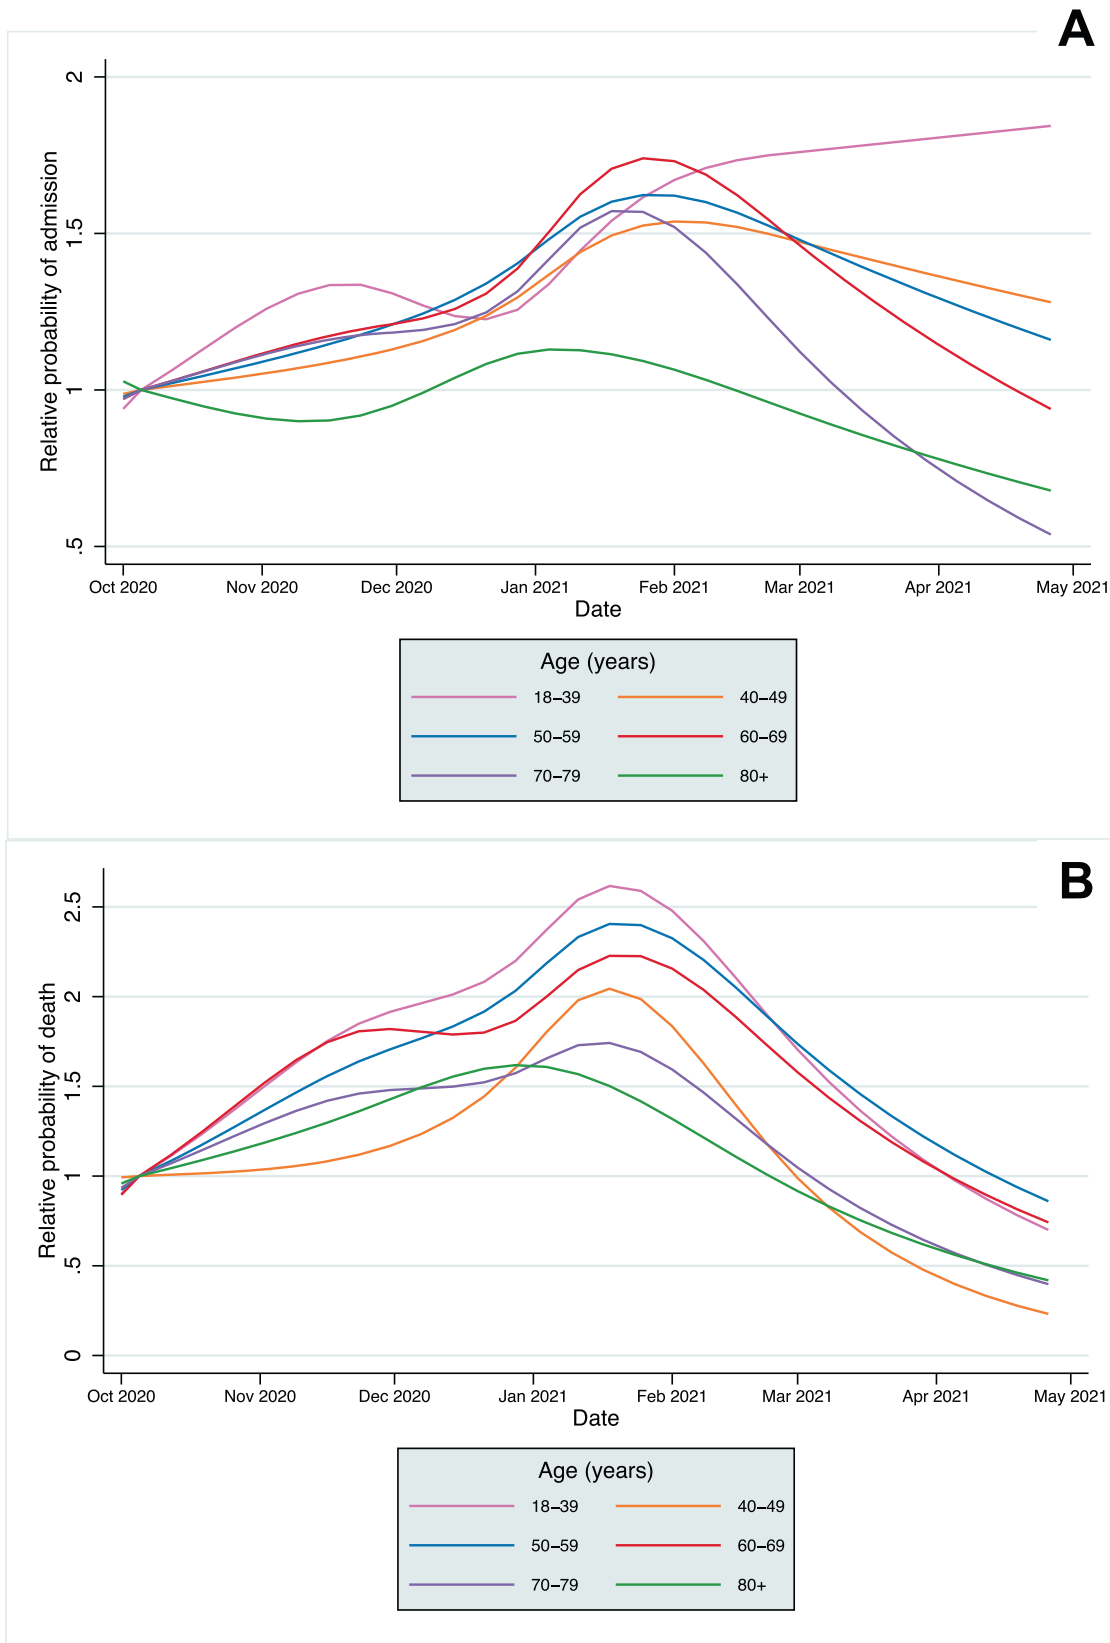 A
Relative probability of admission
2
1.5
1
.5
Oct 2020 Nov 2020 Dec 2020 Jan 2021 Feb 2021 Mar 2021 Apr 2021 May 2021
Date
Age (years)
18–39 40–49
50–59 60–69
70–79 80+
B
Relative probability of death
2.5
2
1.5
1
.5
0
Oct 2020 Nov 2020 Dec 2020 Jan 2021 Feb 2021 Mar 2021 Apr 2021 May 2021
Date
Age (years)
18–39 40–49
50–59 60–69
70–79 80+